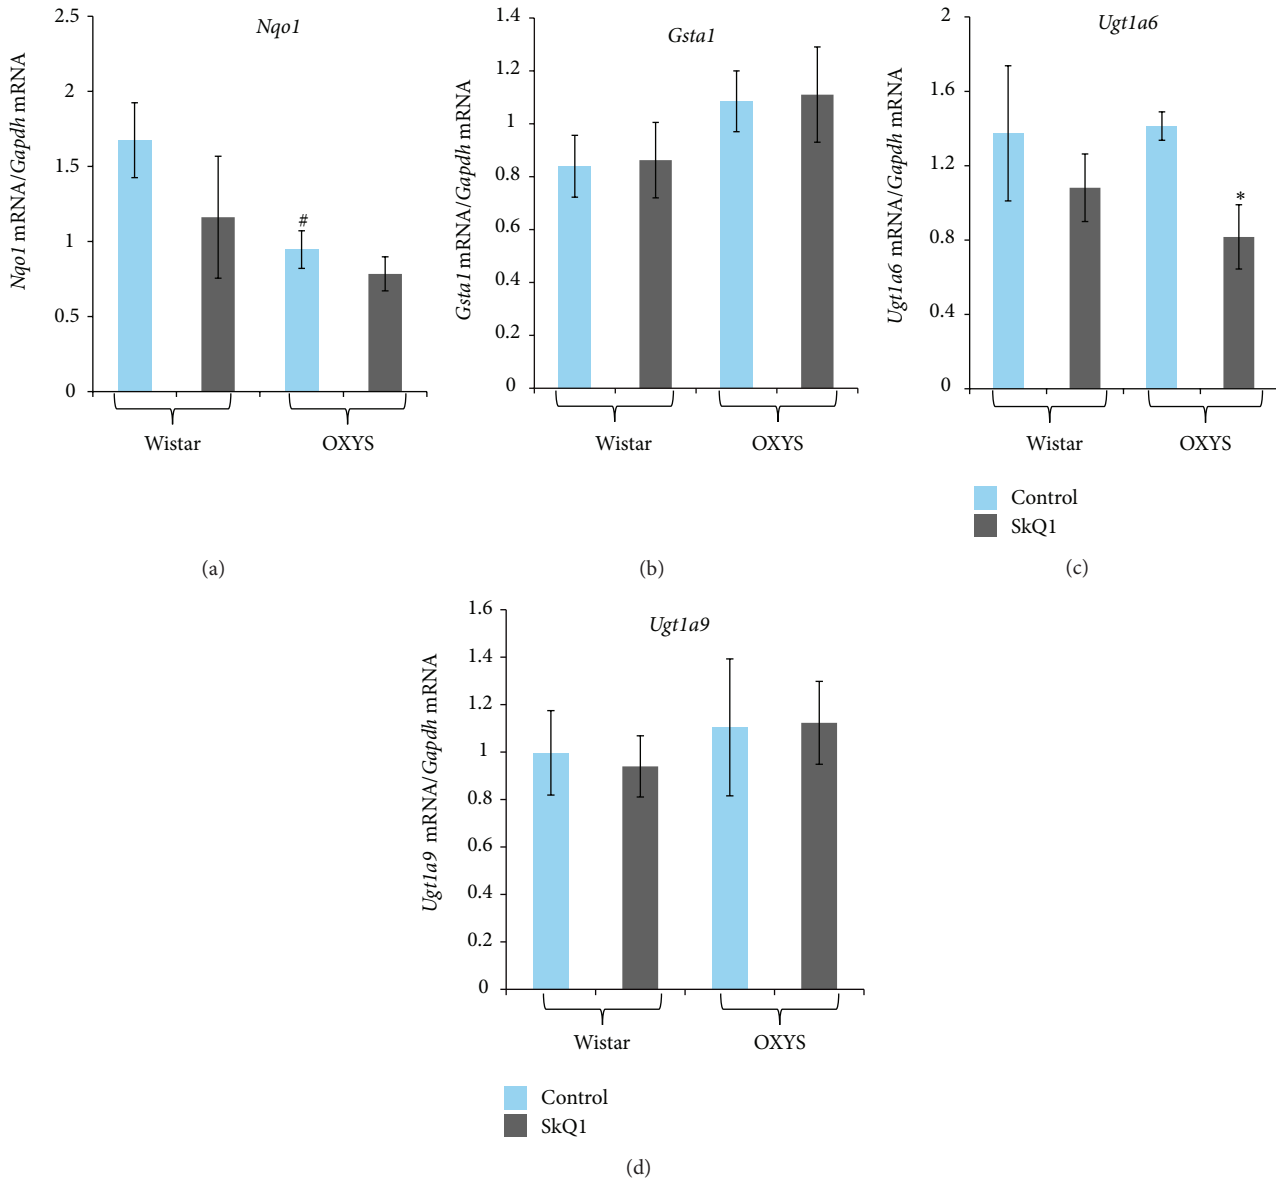 Nqo1
Nqo1 mRNA/Gapdh mRNA
2.5
2
1.5
1
0.5
0
#
Wistar
OXYS
(a)
Gsta1
Gsta1 mRNA/Gapdh mRNA
1.4
1.2
1
0.8
0.6
0.4
0.2
0
Wistar
OXYS
(b)
Ugt1a6
Ugt1a6 mRNA/Gapdh mRNA
2
1.6
1.2
0.8
0.4
0
*
Wistar
OXYS
Control
SkQ1
(c)
Ugt1a9
Ugt1a9 mRNA/Gapdh mRNA
1.6
1.4
1.2
1
0.8
0.6
0.4
0.2
0
Wistar
OXYS
Control
SkQ1
(d)